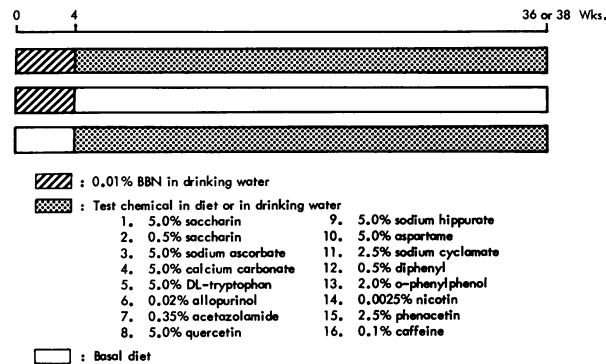 0 4 36 or 38 Wks.
: 0.01% BBN in drinking water
: Test chemical in diet or in drinking water
1. 5.0% saccharin
2. 0.5% saccharin
3. 5.0% sodium ascorbate
4. 5.0% calcium carbonate
5. 5.0% DL-tryptophan
6. 0.02% allopurinol
7. 0.35% acetazolamide
8. 5.0% quercetin
9. 5.0% sodium hippurate
10. 5.0% aspartame
11. 2.5% sodium cyclamate
12. 0.5% diphenyl
13. 2.0% o-phenylphenol
14. 0.0025% nicotin
15. 2.5% phenacetin
16. 0.1% caffeine
: Basal diet